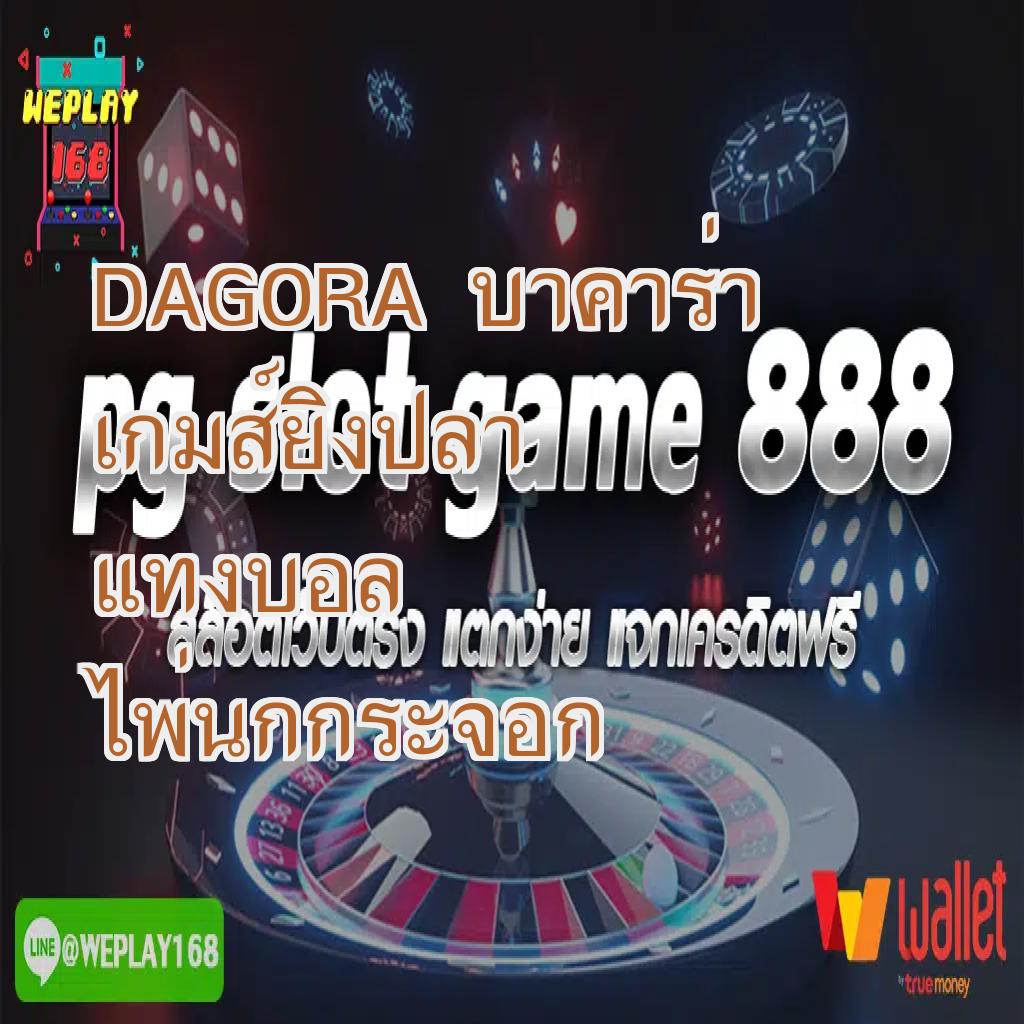 WEPLAY
168
DAGORA บาคาร่า
pg slot game 888
เกมส์ยิงปลา
แทงบอล
สล็อตเว็บตรง แตกง่าย แจกเครดิตฟรี
ไพ่นกกระจอก
LINE @WEPLAY168
wallet
by truemoney